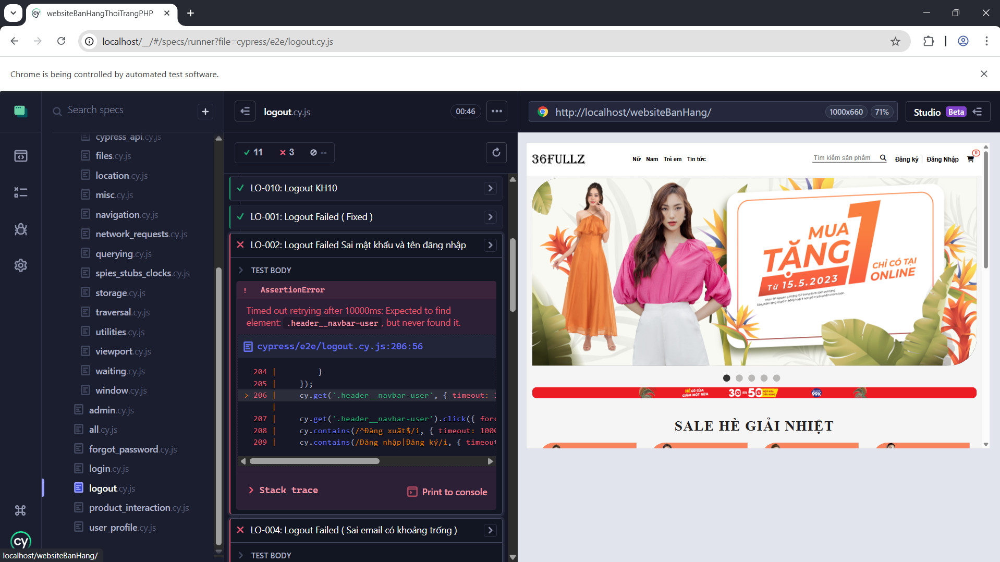 websiteBanHangThoiTrangPHP
localhost/__/#/specs/runner?file=cypress/e2e/logout.cy.js
Chrome is being controlled by automated test software.
Search specs
+
cypress_api.cy.js
files.cy.js
location.cy.js
misc.cy.js
navigation.cy.js
network_requests.cy.js
querying.cy.js
spies_stubs_clocks.cy.js
storage.cy.js
traversal.cy.js
utilities.cy.js
viewport.cy.js
waiting.cy.js
window.cy.js
admin.cy.js
all.cy.js
forgot_password.cy.js
login.cy.js
logout.cy.js
product_interaction.cy.js
user_profile.cy.js
cy
localhost/websiteBanHang/
logout.cy.js
00:46
11 3 --
LO-010: Logout KH10
LO-001: Logout Failed ( Fixed )
LO-002: Logout Failed Sai mật khẩu và tên đăng nhập
TEST BODY
! AssertionError
Timed out retrying after 10000ms: Expected to find
element: .header__navbar-user, but never found it.
cypress/e2e/logout.cy.js:206:56
204 | }
205 | });
> 206 | cy.get('.header__navbar-user', { timeout: 1
|
207 | cy.get('.header__navbar-user').click({ forc
208 | cy.contains(/^Đăng xuất$/i, { timeout: 1000
209 | cy.contains(/Đăng nhập|Đăng ký/i, { timeout
Stack trace
Print to console
LO-004: Logout Failed ( Sai email có khoảng trống )
TEST BODY
http://localhost/websiteBanHang/
1000x660
71%
Studio Beta
36FULLZ
Nữ Nam Trẻ em Tin tức
Tìm kiếm sản phẩm
Đăng ký
Đăng Nhập
0
MUA
TẶNG 1
CHỈ CÓ TẠI
ONLINE
TỪ 15.5.2023
HÈ GÕ CỬA
GIẢM MỘT NỬA
30 - 50
99K
SALE HÈ GIẢI NHIỆT